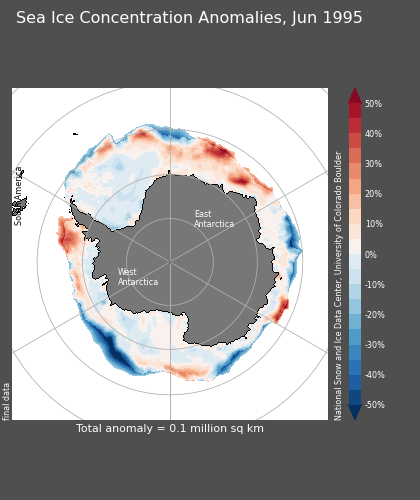 Sea Ice Concentration Anomalies, Jun 1995
South America
East
Antarctica
West
Antarctica
50%
40%
30%
20%
10%
0%
-10%
-20%
-30%
-40%
-50%
National Snow and Ice Data Center, University of Colorado Boulder
final data
Total anomaly = 0.1 million sq km